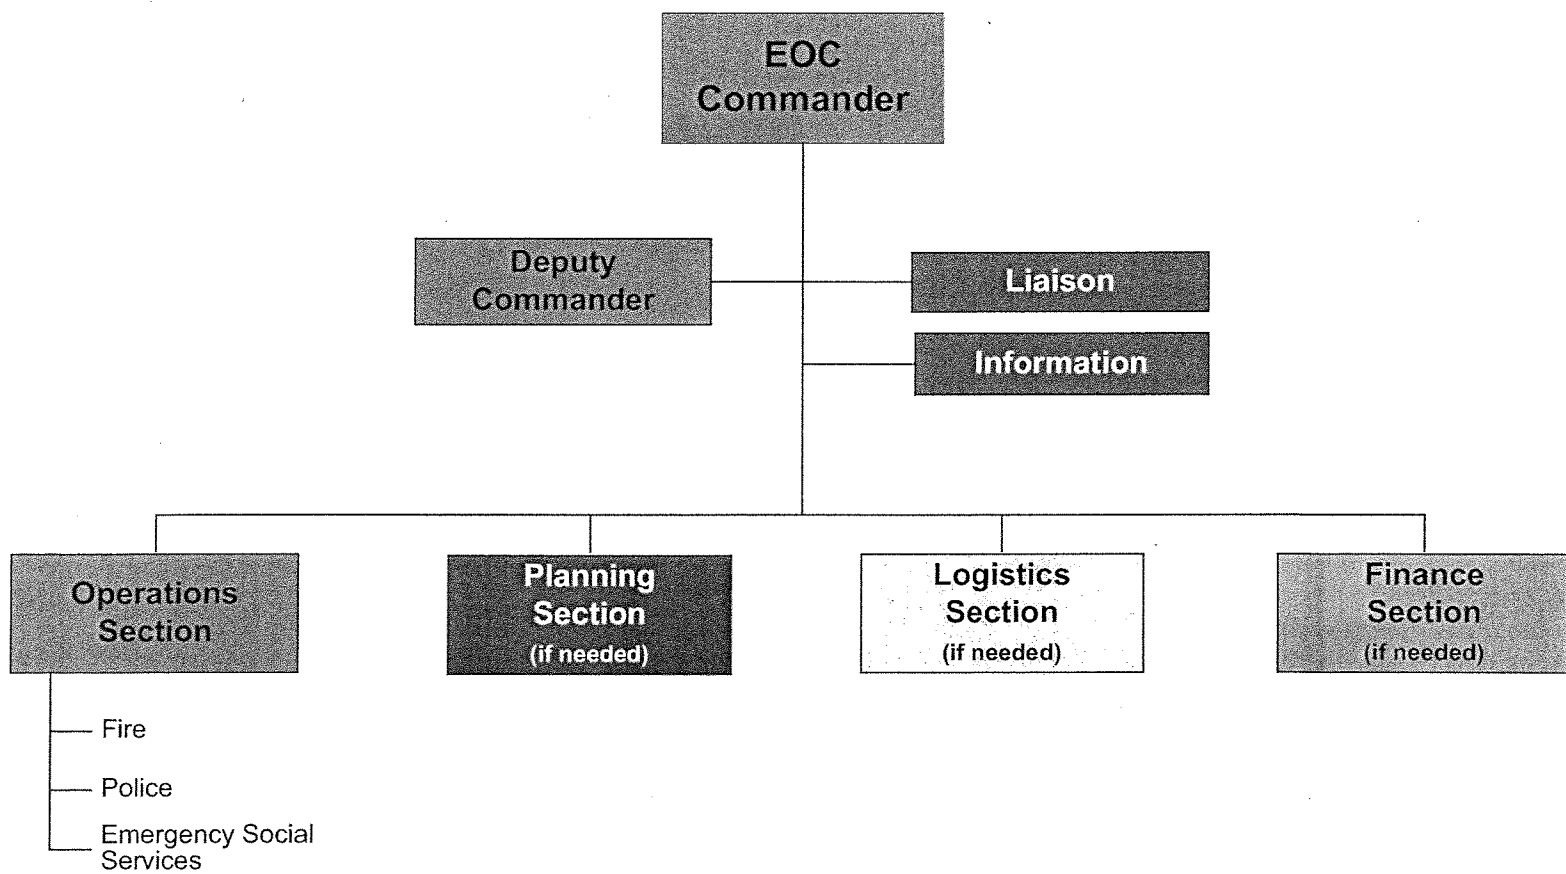 EOC
Commander
Deputy
Commander
Liaison
Information
Operations
Section
Planning
Section
(if needed)
Logistics
Section
(if needed)
Finance
Section
(if needed)
Fire
Police
Emergency Social
Services